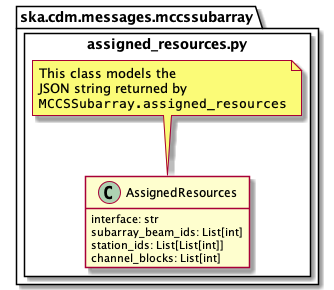 ska.cdm.messages.mccssubarray
assigned_resources.py
This class models the
JSON string returned by
MCCSSubarray.assigned_resources
C AssignedResources
interface: str
subarray_beam_ids: List[int]
station_ids: List[List[int]]
channel_blocks: List[int]